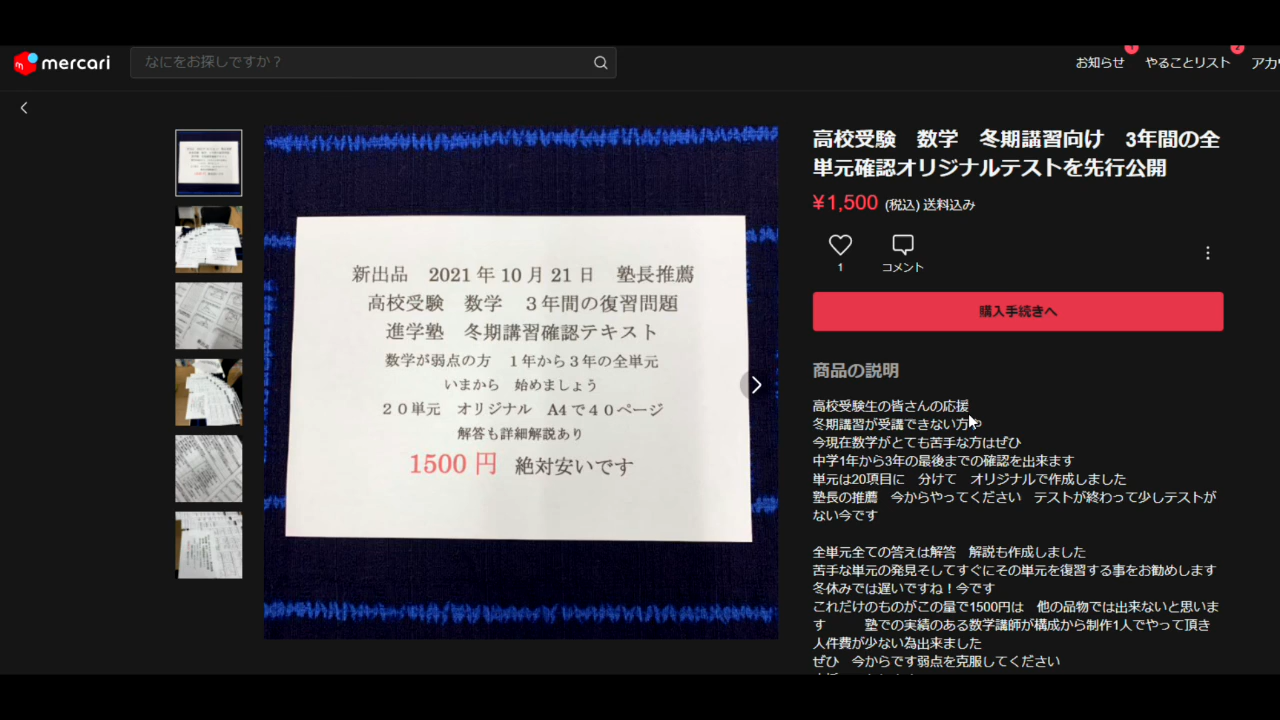 mercari
なにをお探しですか？
お知らせ
やることリスト
高校受験　数学　冬期講習向け　3年間の全
単元確認オリジナルテストを先行公開
¥1,500 (税込) 送料込み
1
コメント
購入手続きへ
新出品　2021年10月21日　塾長推薦
高校受験　数学　３年間の復習問題
進学塾　冬期講習確認テキスト
数学が弱点の方　１年から３年の全単元
いまから　始めましょう
２０単元　オリジナル　A4で４０ページ
解答も詳細解説あり
1500円　絶対安いです
商品の説明
高校受験生の皆さんの応援
冬期講習が受講できない方や
今現在数学がとても苦手な方はぜひ
中学1年から3年の最後までの確認を出来ます
単元は20項目に　分けて　オリジナルで作成しました
塾長の推薦　今からやってください　テストが終わって少しテストが
ない今です
全単元全ての答えは解答　解説も作成しました
苦手な単元の発見そしてすぐにその単元を復習する事をお勧めします
冬休みでは遅いですね！今です
これだけのものがこの量で1500円は　他の品物では出来ないと思いま
す　　　塾での実績のある数学講師が構成から制作1人でやって頂き
人件費が少ない為出来ました
ぜひ　今からです弱点を克服してください